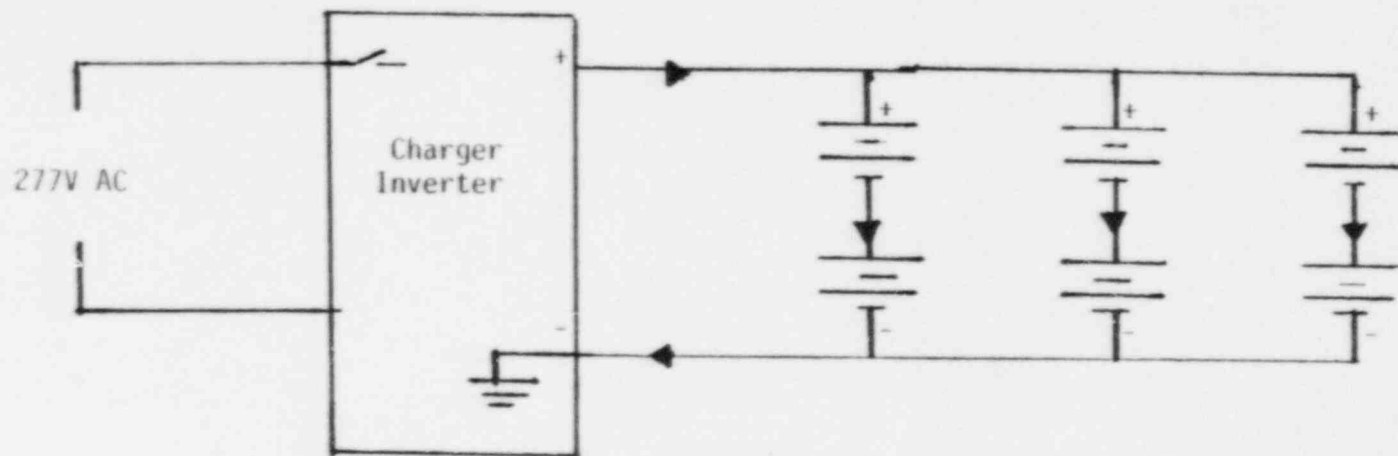 277V AC
Charger
Inverter
+
-
+
+
+
-
-
-